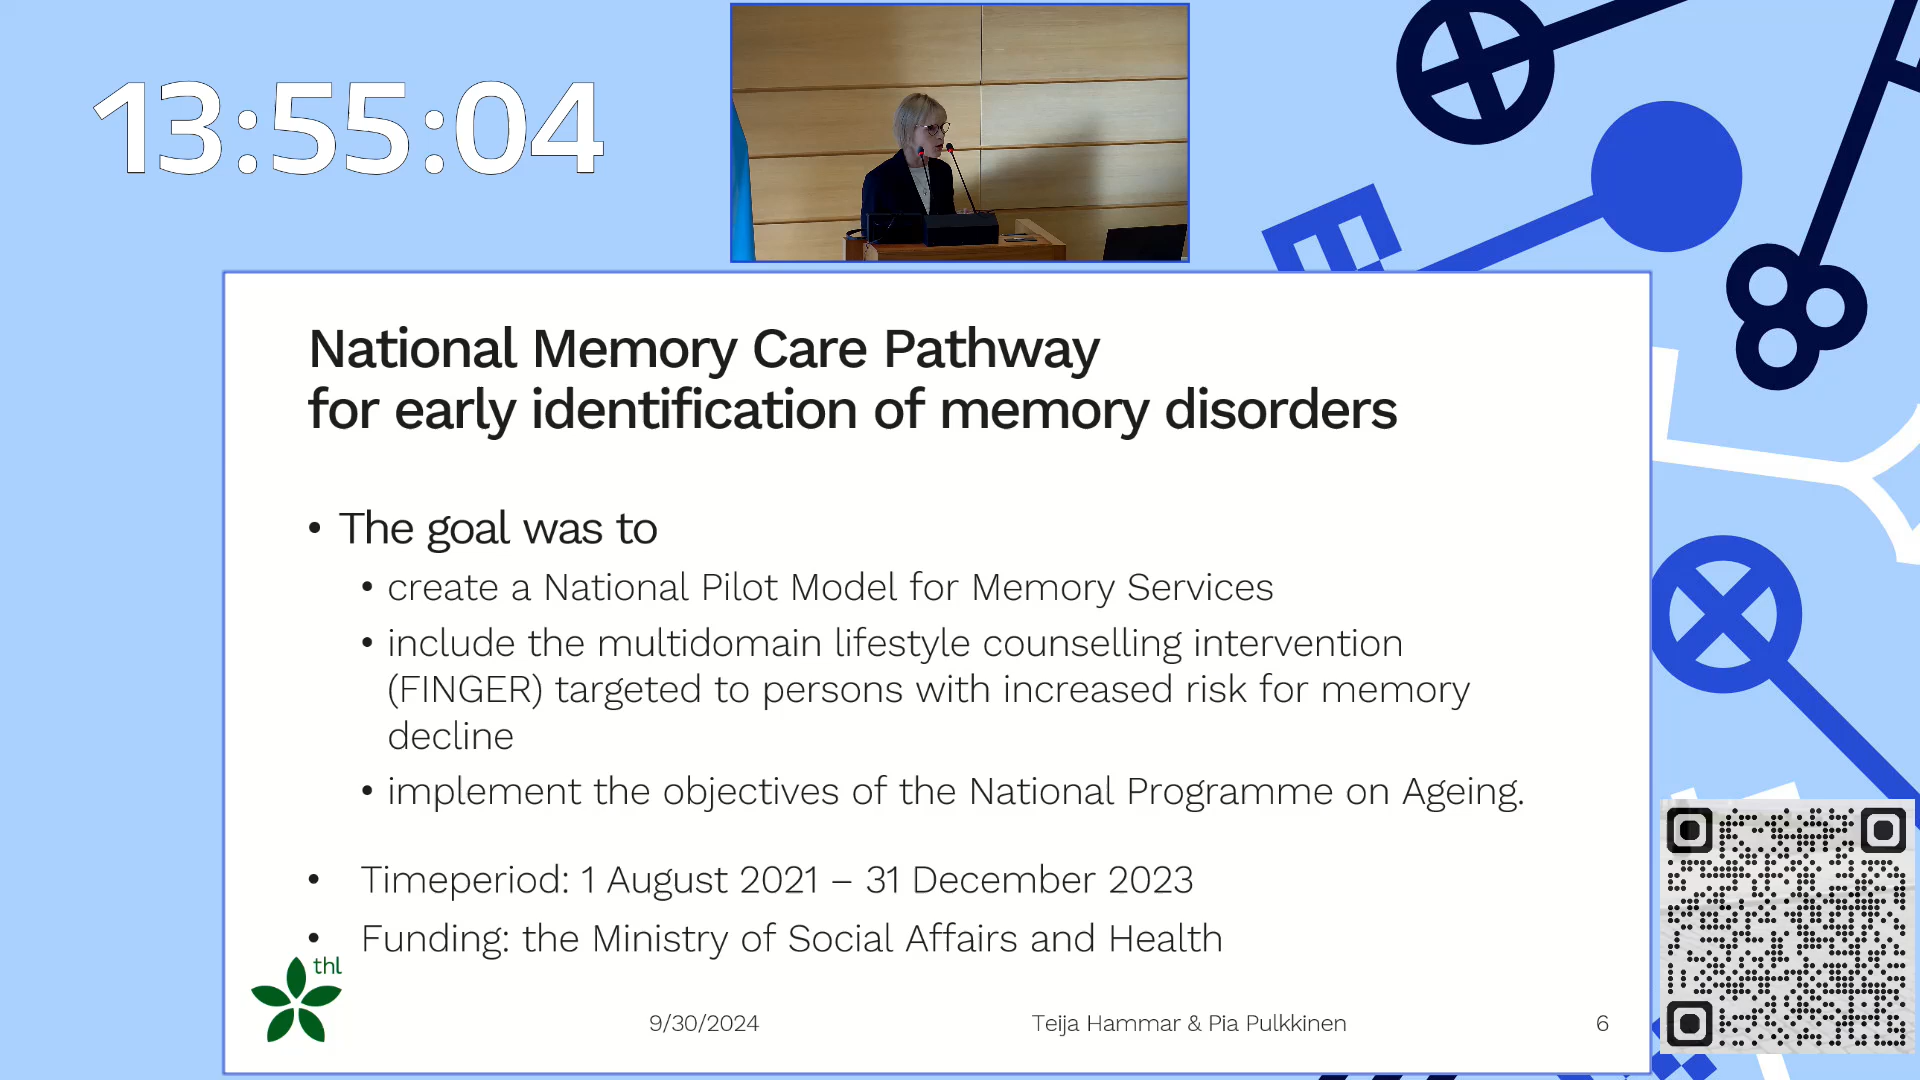 13:55:04
National Memory Care Pathway
for early identification of memory disorders
• The goal was to
• create a National Pilot Model for Memory Services
• include the multidomain lifestyle counselling intervention
(FINGER) targeted to persons with increased risk for memory
decline
• implement the objectives of the National Programme on Ageing.
• Timeperiod: 1 August 2021 – 31 December 2023
• Funding: the Ministry of Social Affairs and Health
thl
9/30/2024
Teija Hammar & Pia Pulkkinen
6